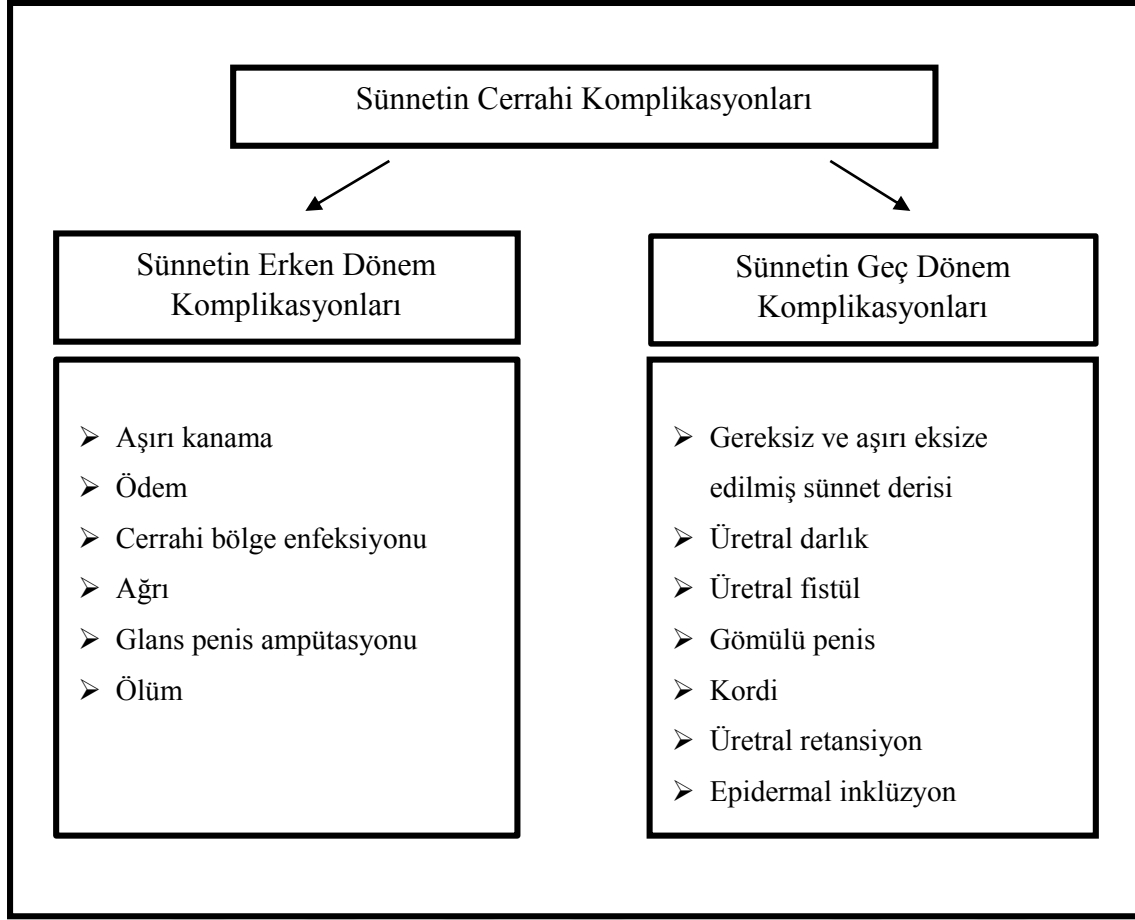 Sünnetin Cerrahi Komplikasyonları
Sünnetin Erken Dönem
Komplikasyonları
➢ Aşırı kanama
➢ Ödem
➢ Cerrahi bölge enfeksiyonu
➢ Ağrı
➢ Glans penis ampütasyonu
➢ Ölüm
Sünnetin Geç Dönem
Komplikasyonları
➢ Gereksiz ve aşırı eksize
edilmiş sünnet derisi
➢ Üretral darlık
➢ Üretral fistül
➢ Gömülü penis
➢ Kordi
➢ Üretral retansiyon
➢ Epidermal inklüzyon